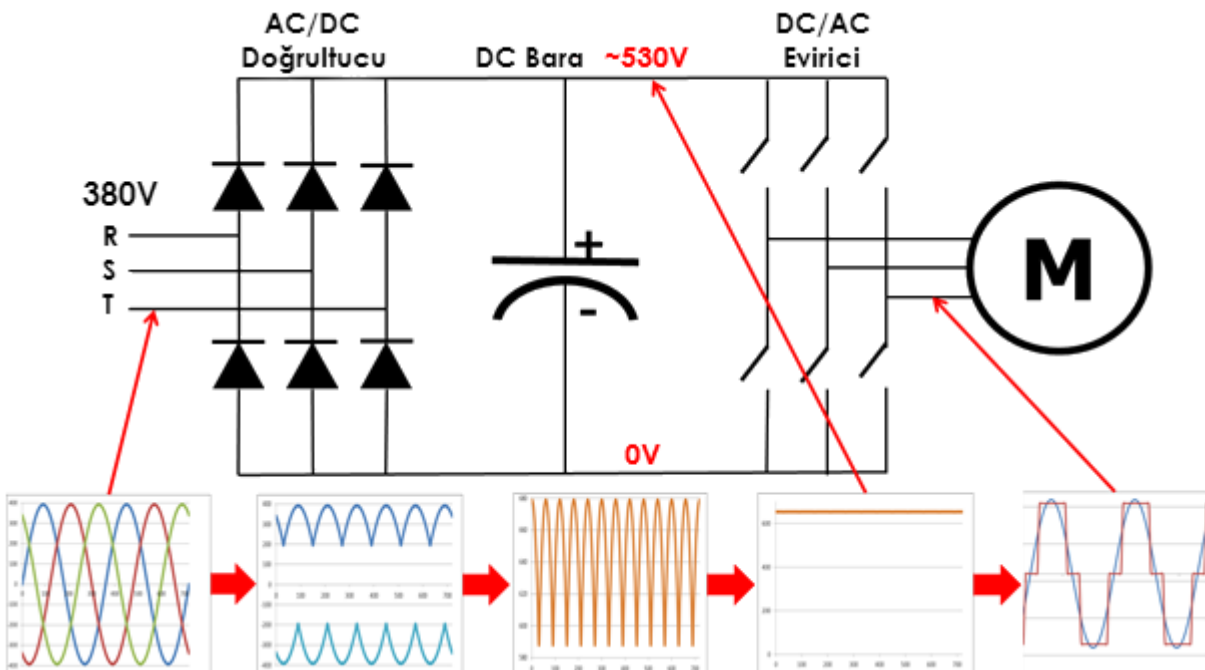 AC/DC
Doğrultucu
DC Bara ~530V
DC/AC
Evirici
380V
R
S
T
+
-
M
0V